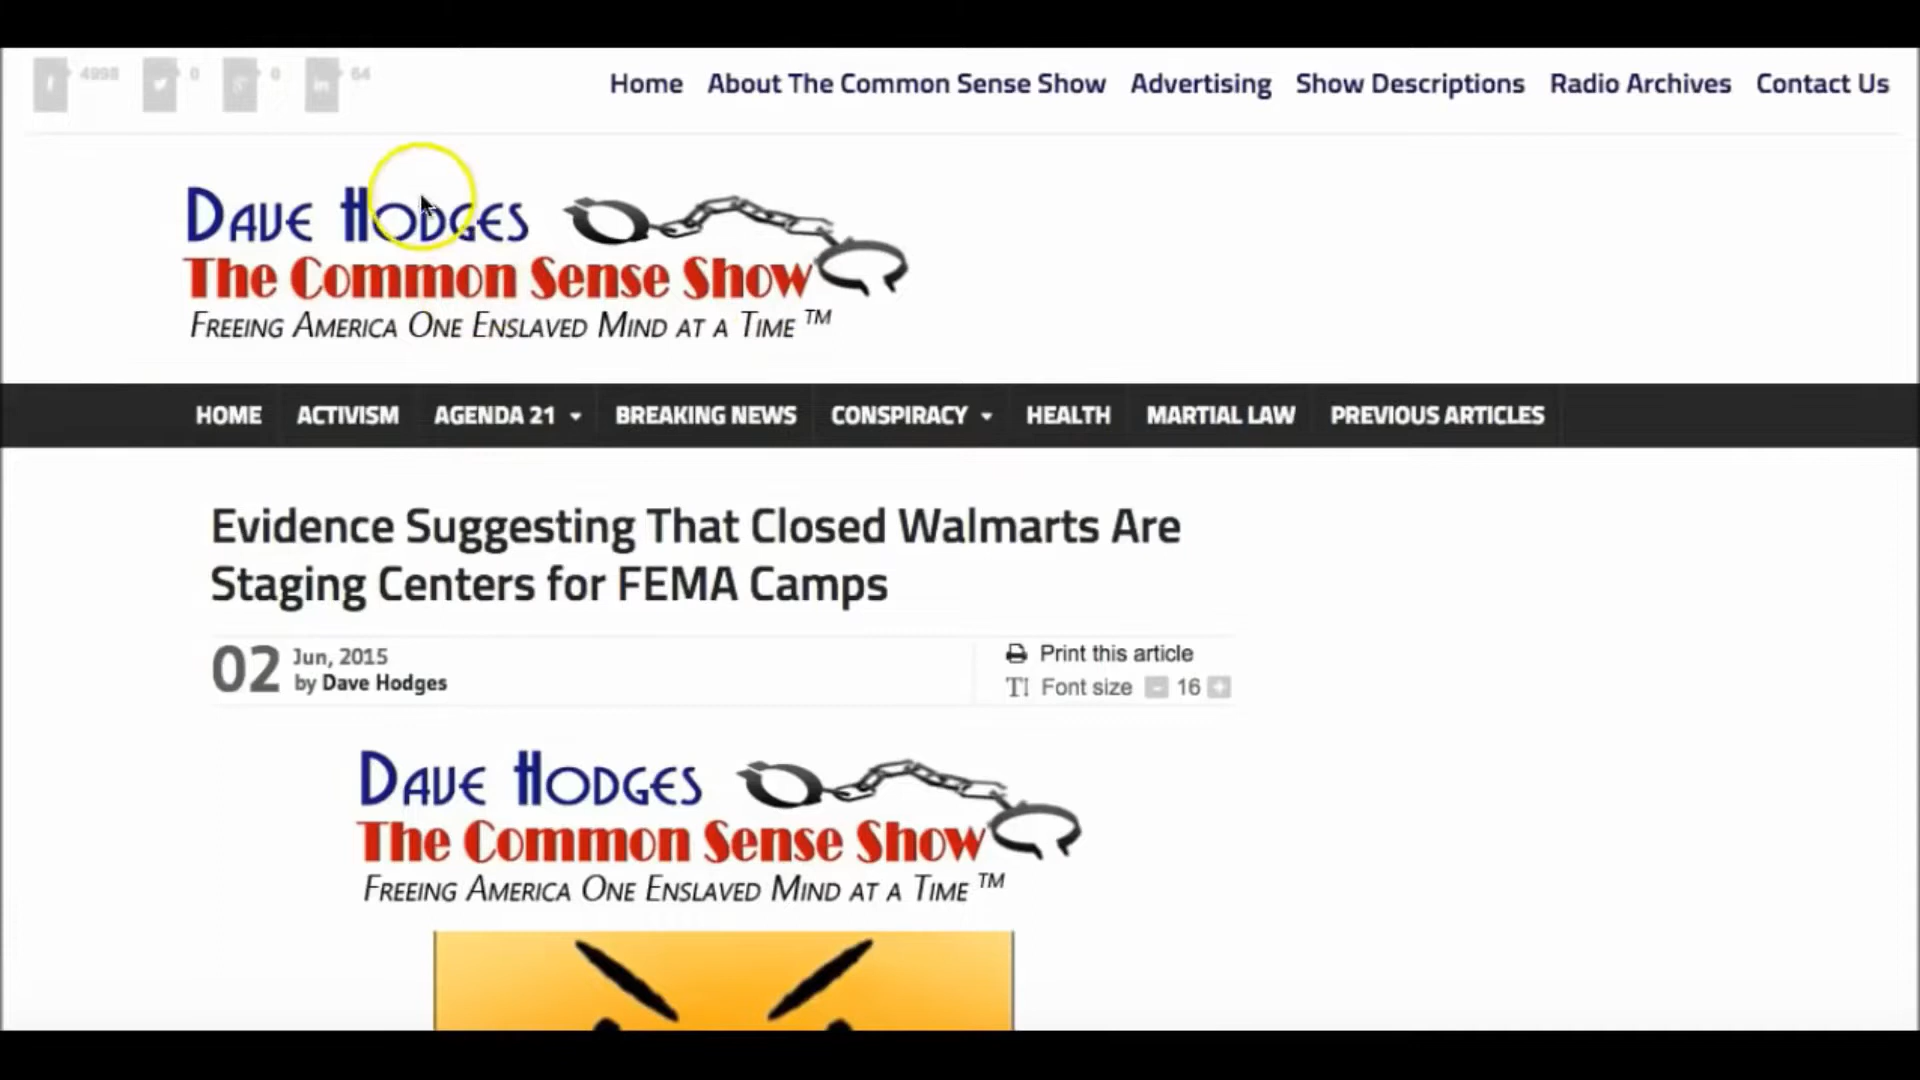 4998 0 0 64
Home About The Common Sense Show Advertising Show Descriptions Radio Archives Contact Us
DAVE HODGES
The Common Sense Show
FREEING AMERICA ONE ENSLAVED MIND AT A TIME ™
HOME ACTIVISM AGENDA 21 BREAKING NEWS CONSPIRACY HEALTH MARTIAL LAW PREVIOUS ARTICLES
Evidence Suggesting That Closed Walmarts Are
Staging Centers for FEMA Camps
02 Jun, 2015
by Dave Hodges
Print this article
Font size - 16 +
DAVE HODGES
The Common Sense Show
FREEING AMERICA ONE ENSLAVED MIND AT A TIME ™